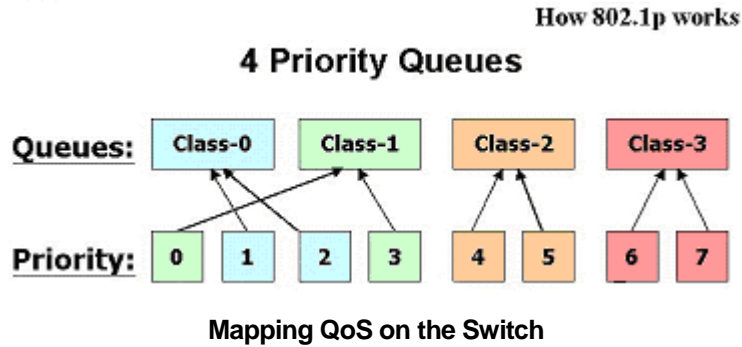 How 802.1p works
4 Priority Queues
Queues: Class-0 Class-1 Class-2 Class-3
Priority: 0 1 2 3 4 5 6 7
Mapping QoS on the Switch